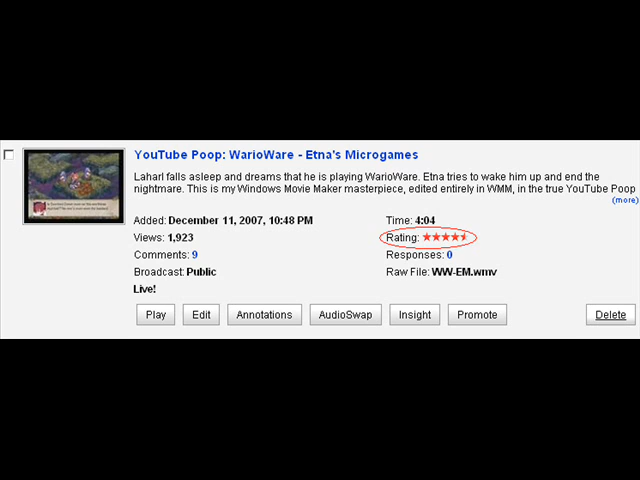 YouTube Poop: WarioWare - Etna's Microgames
Laharl falls asleep and dreams that he is playing WarioWare. Etna tries to wake him up and end the
nightmare. This is my Windows Movie Maker masterpiece, edited entirely in WMM, in the true YouTube Poop
(more)
Added: December 11, 2007, 10:48 PM
Time: 4:04
Views: 1,923
Rating:
Comments: 9
Responses: 0
Broadcast: Public
Raw File: WW-EM.wmv
Live!
Play Edit Annotations AudioSwap Insight Promote Delete